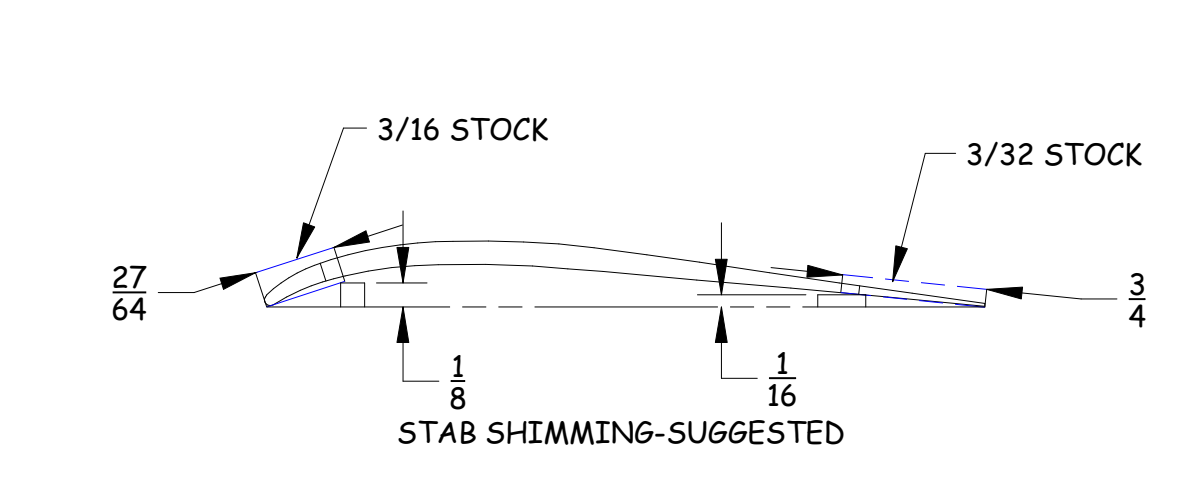 3/16 STOCK
3/32 STOCK
27
64
3
4
1
8
1
16
STAB SHIMMING-SUGGESTED